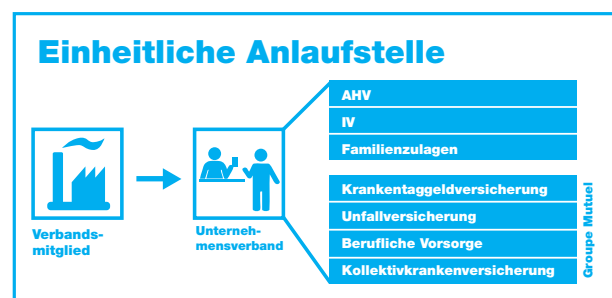 Einheitliche Anlaufstelle
AHV
IV
Familienzulagen
Krankentaggeldversicherung
Unfallversicherung
Berufliche Vorsorge
Kollektivkrankenversicherung
Groupe Mutuel
Verbands-
mitglied
Unterneh-
mensverband